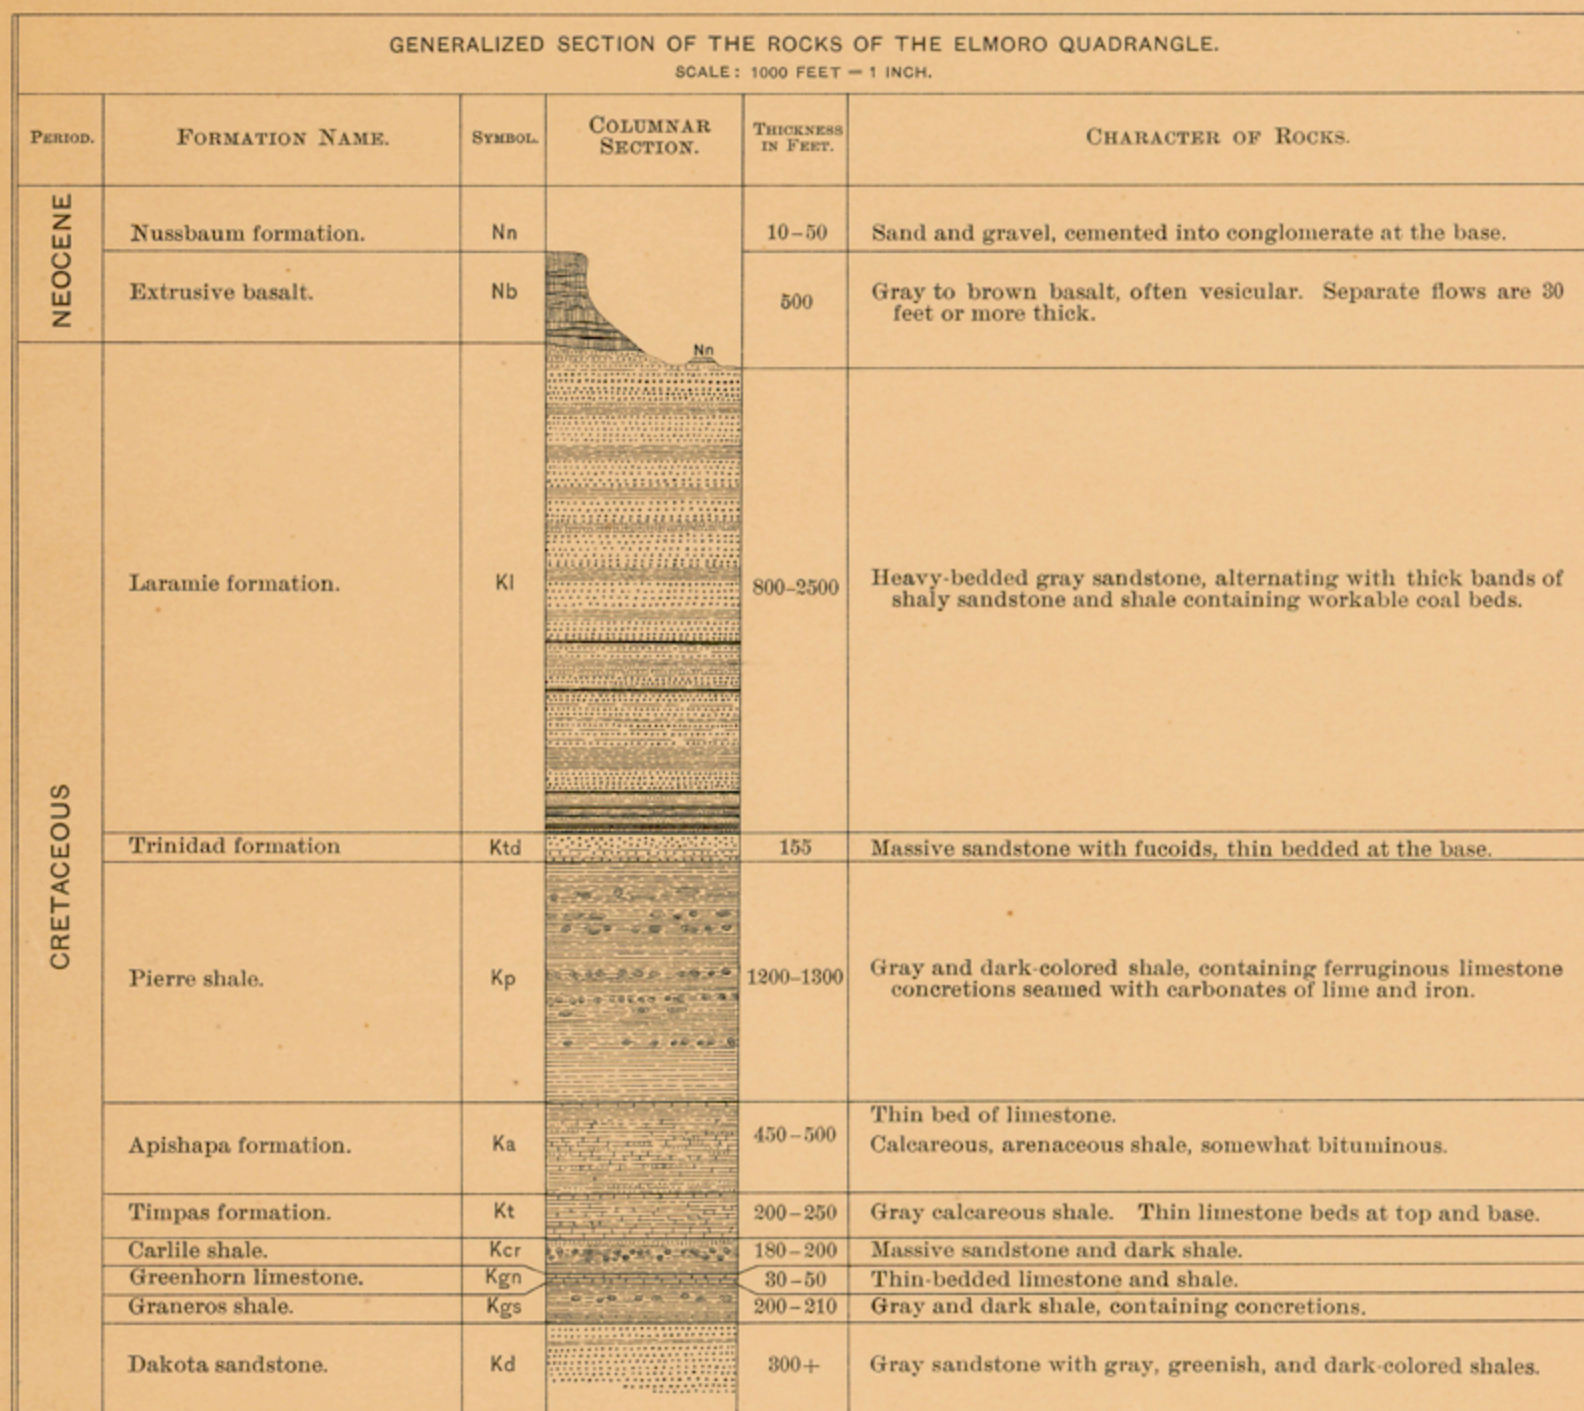 GENERALIZED SECTION OF THE ROCKS OF THE ELMORO QUADRANGLE.
SCALE: 1000 FEET = 1 INCH.
PERIOD. FORMATION NAME. SYMBOL. COLUMNAR SECTION. THICKNESS IN FEET. CHARACTER OF ROCKS.
NEOCENE
Nussbaum formation. Nn 10–50 Sand and gravel, cemented into conglomerate at the base.
Extrusive basalt. Nb 500 Gray to brown basalt, often vesicular. Separate flows are 30
feet or more thick.
Nn
CRETACEOUS
Laramie formation. Kl 800–2500 Heavy-bedded gray sandstone, alternating with thick bands of
shaly sandstone and shale containing workable coal beds.
Trinidad formation Ktd 155 Massive sandstone with fucoids, thin bedded at the base.
Pierre shale. Kp 1200–1300 Gray and dark-colored shale, containing ferruginous limestone
concretions seamed with carbonates of lime and iron.
Apishapa formation. Ka 450–500 Thin bed of limestone.
Calcareous, arenaceous shale, somewhat bituminous.
Timpas formation. Kt 200–250 Gray calcareous shale. Thin limestone beds at top and base.
Carlile shale. Kcr 180–200 Massive sandstone and dark shale.
Greenhorn limestone. Kgn 30–50 Thin-bedded limestone and shale.
Graneros shale. Kgs 200–210 Gray and dark shale, containing concretions.
Dakota sandstone. Kd 300+ Gray sandstone with gray, greenish, and dark-colored shales.